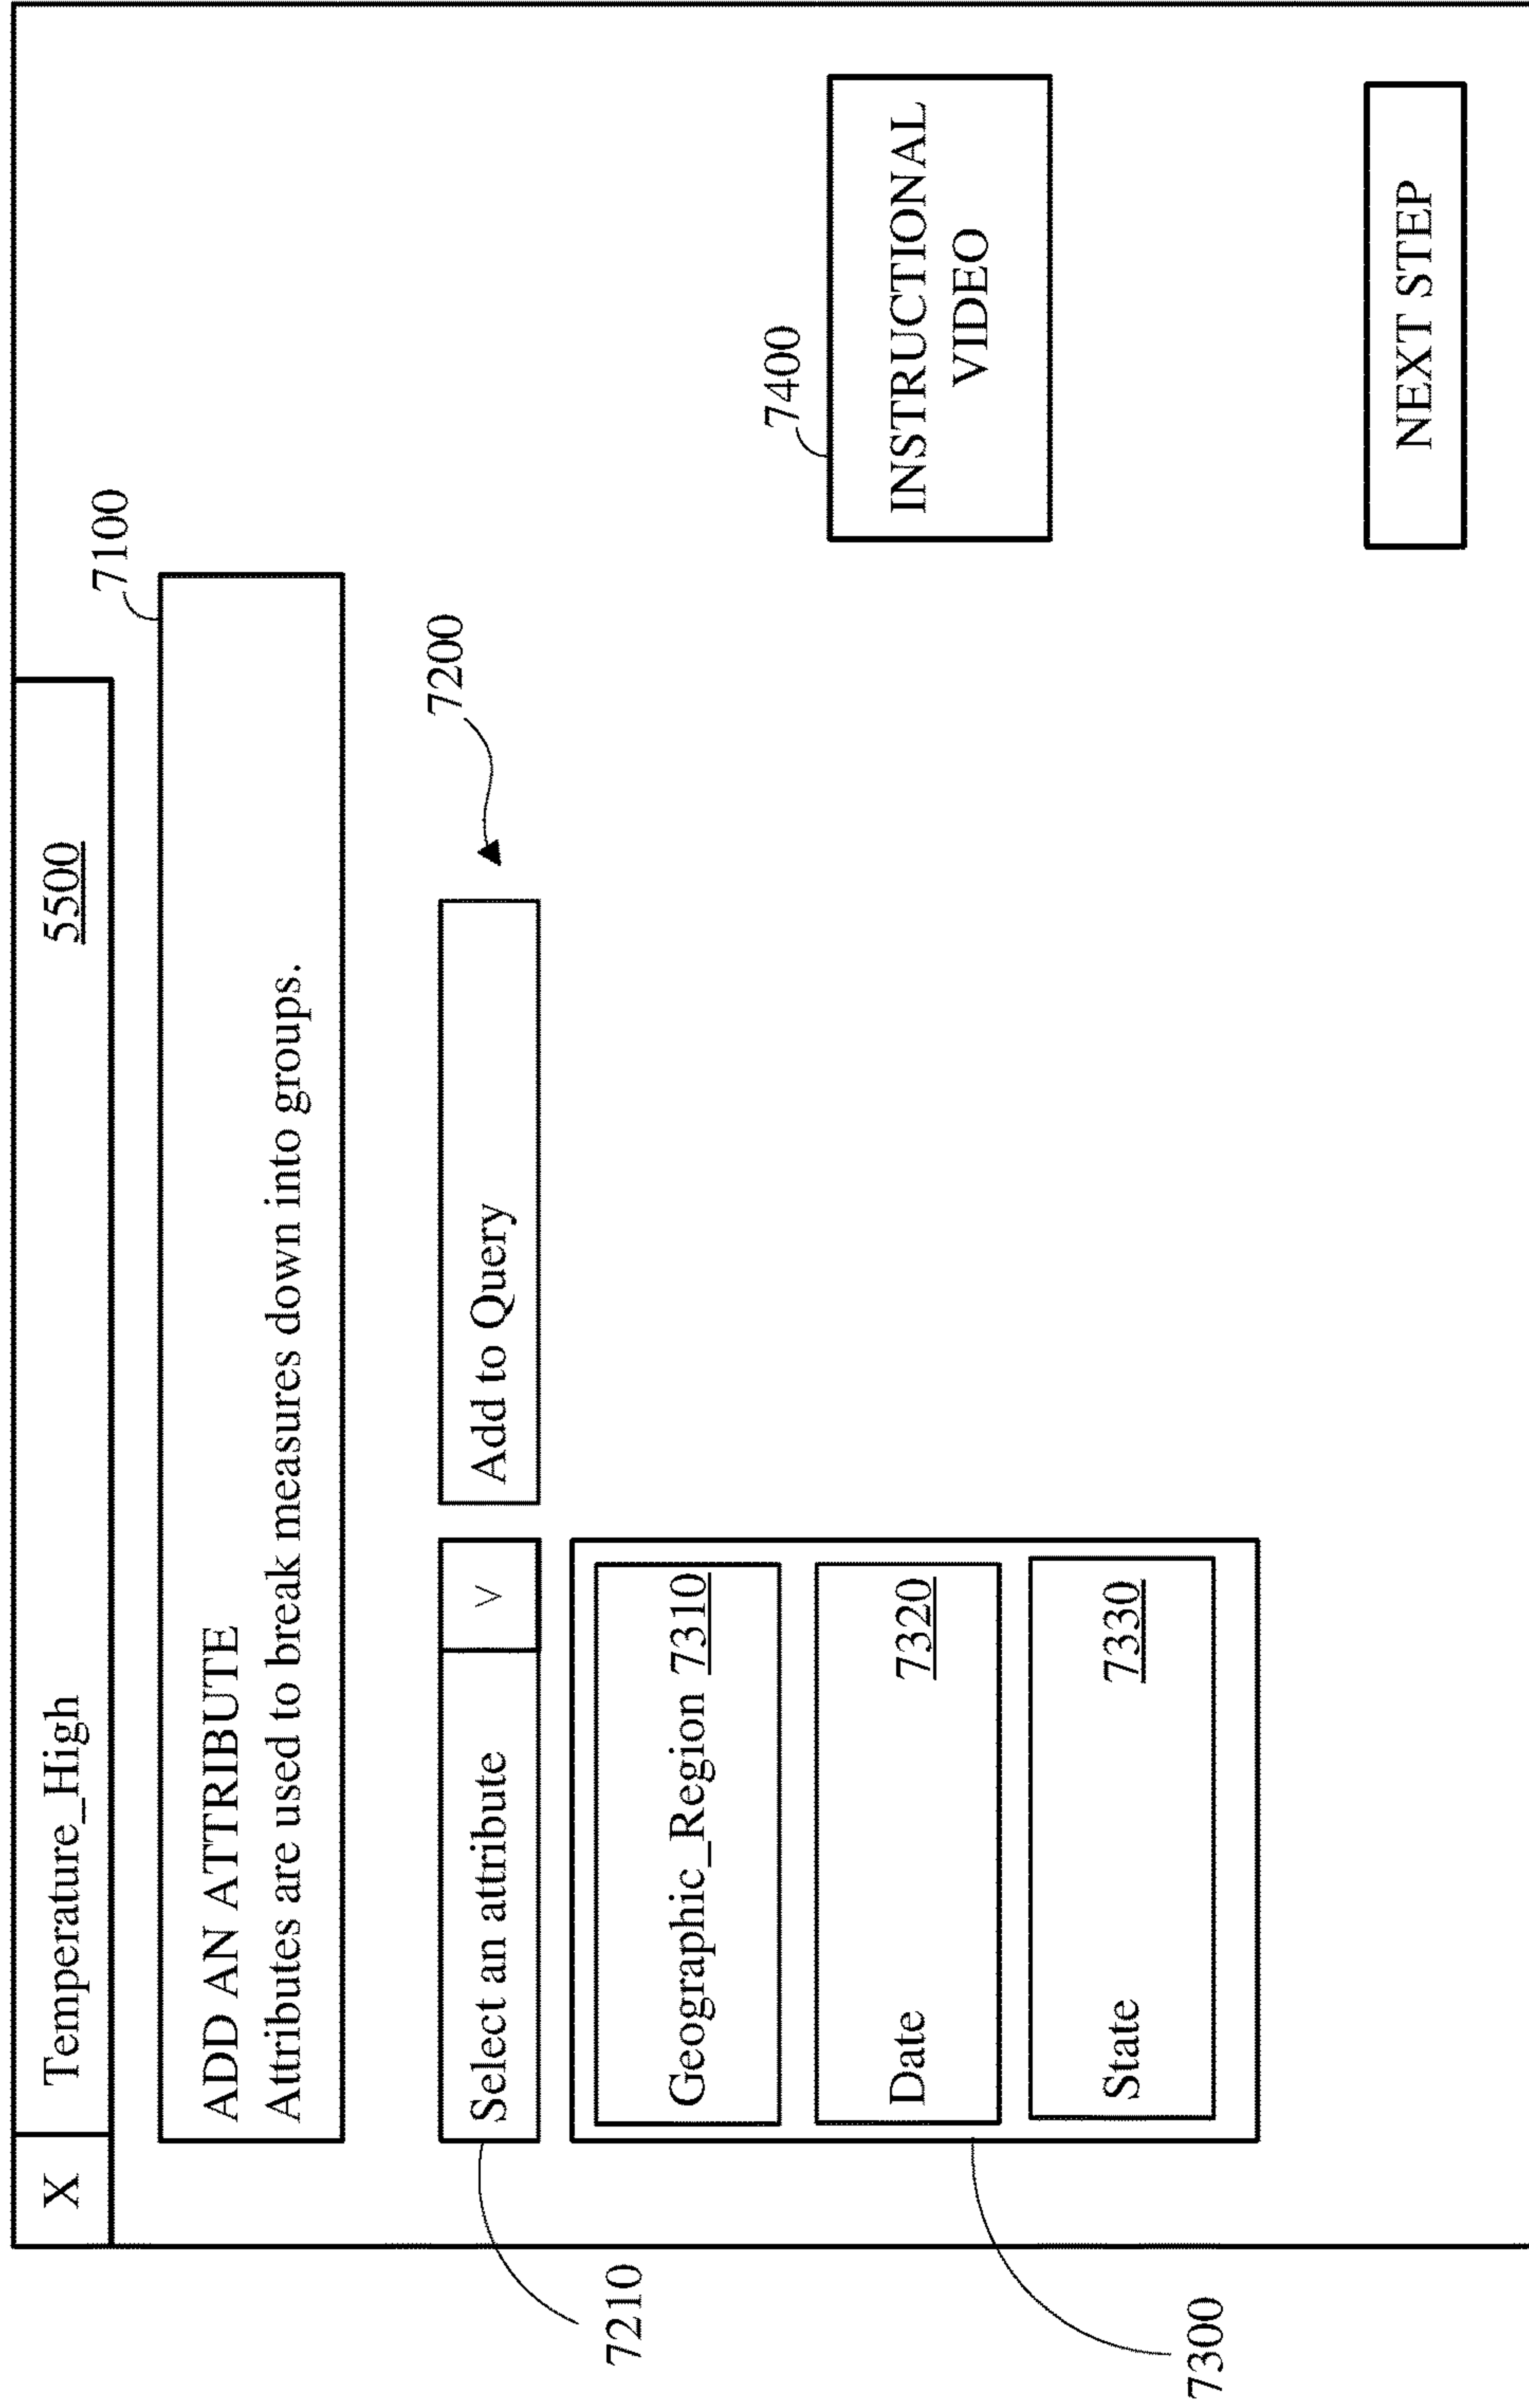 X Temperature_High 5500
7100
ADD AN ATTRIBUTE
Attributes are used to break measures down into groups.
7200
7210
Select an attribute V Add to Query
7300
Geographic_Region 7310
Date 7320
State 7330
7400
INSTRUCTIONAL
VIDEO
NEXT STEP